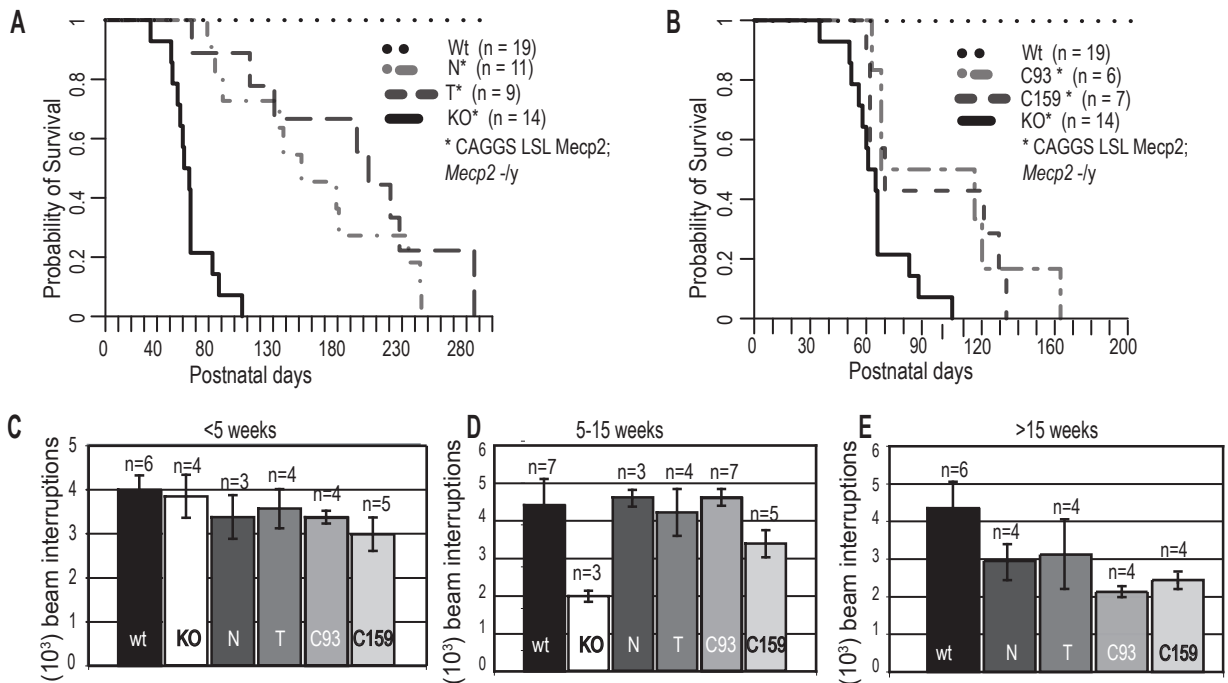 A
Probability of Survival
1
0.8
0.6
0.4
0.2
0
0 40 80 130 180 230 280
Postnatal days
Wt (n = 19)
N* (n = 11)
T* (n = 9)
KO* (n = 14)
* CAGGS LSL Mecp2;
Mecp2 -/y
B
Probability of Survival
1
0.8
0.6
0.4
0.2
0
0 30 60 90 120 160 200
Postnatal days
Wt (n = 19)
C93 * (n = 6)
C159 * (n = 7)
KO* (n = 14)
* CAGGS LSL Mecp2;
Mecp2 -/y
C
<5 weeks
(10³) beam interruptions
5
4
3
2
1
0
n=6 n=4 n=3 n=4 n=4 n=5
wt KO N T C93 C159
D
5-15 weeks
(10³) beam interruptions
6
5
4
3
2
1
0
n=7 n=3 n=3 n=4 n=7 n=5
wt KO N T C93 C159
E
>15 weeks
(10³) beam interruptions
6
5
4
3
2
1
0
n=6 n=4 n=4 n=4 n=4
wt N T C93 C159